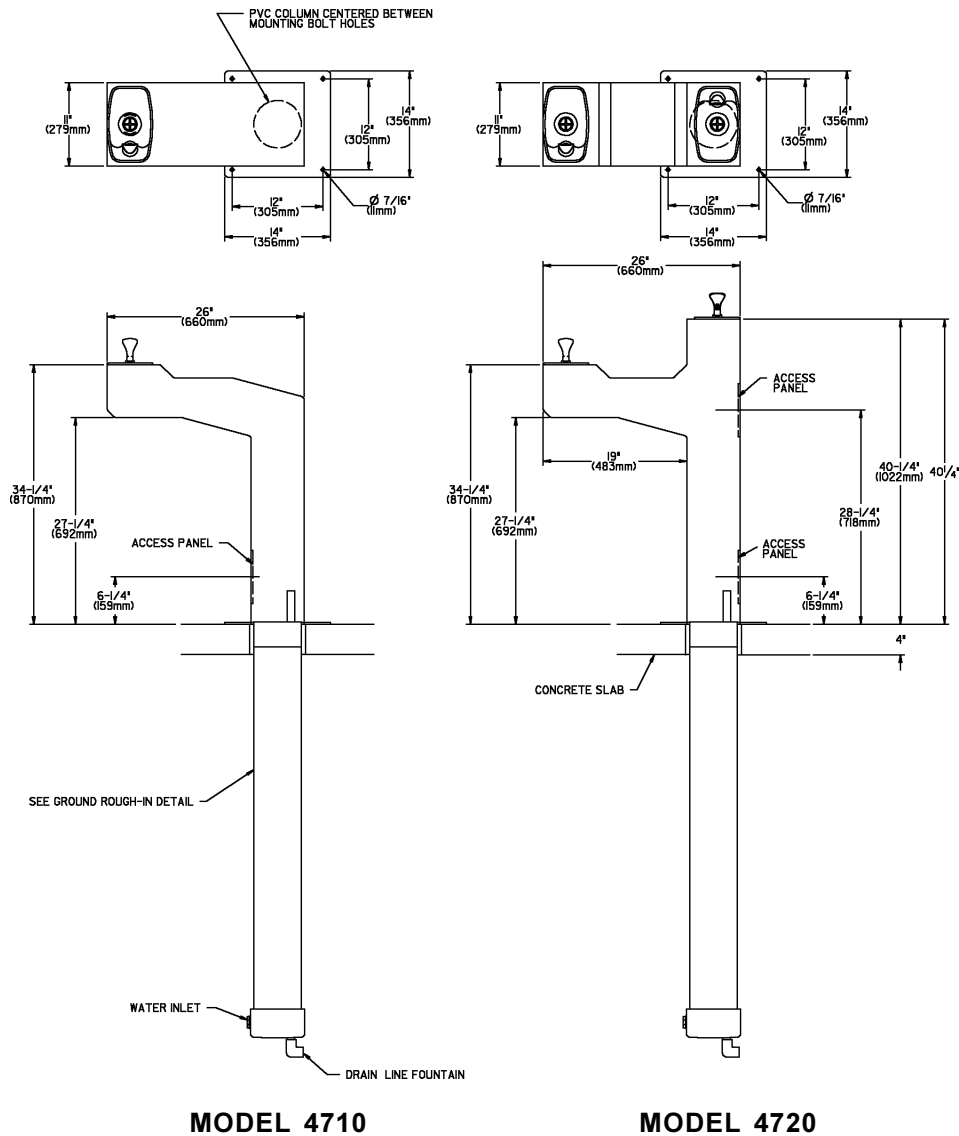 PVC COLUMN CENTERED BETWEEN
MOUNTING BOLT HOLES
11"
(279mm)
14"
(356mm)
12"
(305mm)
12"
(305mm)
Ø 7/16"
(11mm)
14"
(356mm)
11"
(279mm)
14"
(356mm)
12"
(305mm)
12"
(305mm)
Ø 7/16"
(11mm)
14"
(356mm)
26"
(660mm)
34-1/4"
(870mm)
27-1/4"
(692mm)
ACCESS PANEL
6-1/4"
(159mm)
26"
(660mm)
ACCESS
PANEL
19"
(483mm)
34-1/4"
(870mm)
27-1/4"
(692mm)
40-1/4"
(1022mm)
40¼"
28-1/4"
(718mm)
ACCESS
PANEL
6-1/4"
(159mm)
4"
CONCRETE SLAB
SEE GROUND ROUGH-IN DETAIL
WATER INLET
DRAIN LINE FOUNTAIN
MODEL 4710
MODEL 4720